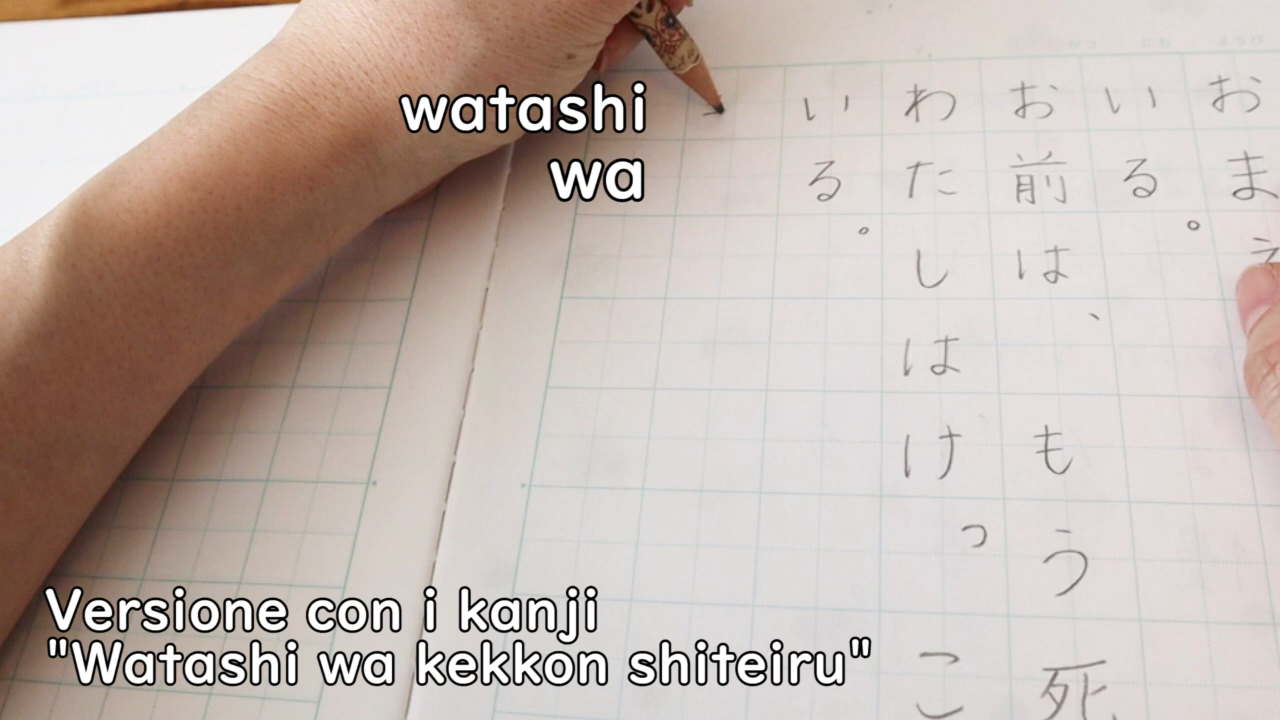 おまえ
いる。
お前は、もう死
わたしはけっこ
いる。
watashi
wa
Versione con i kanji
"Watashi wa kekkon shiteiru"